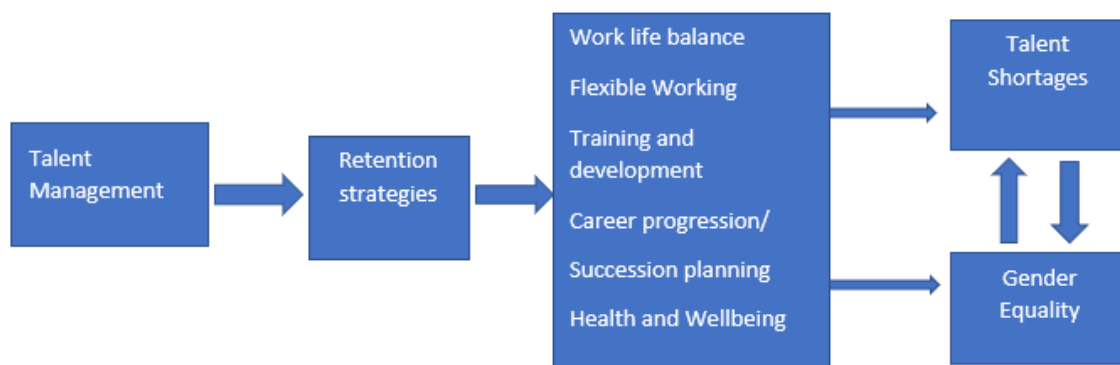 Talent
Management
Retention
strategies
Work life balance
Flexible Working
Training and
development
Career progression/
Succession planning
Health and Wellbeing
Talent
Shortages
Gender
Equality